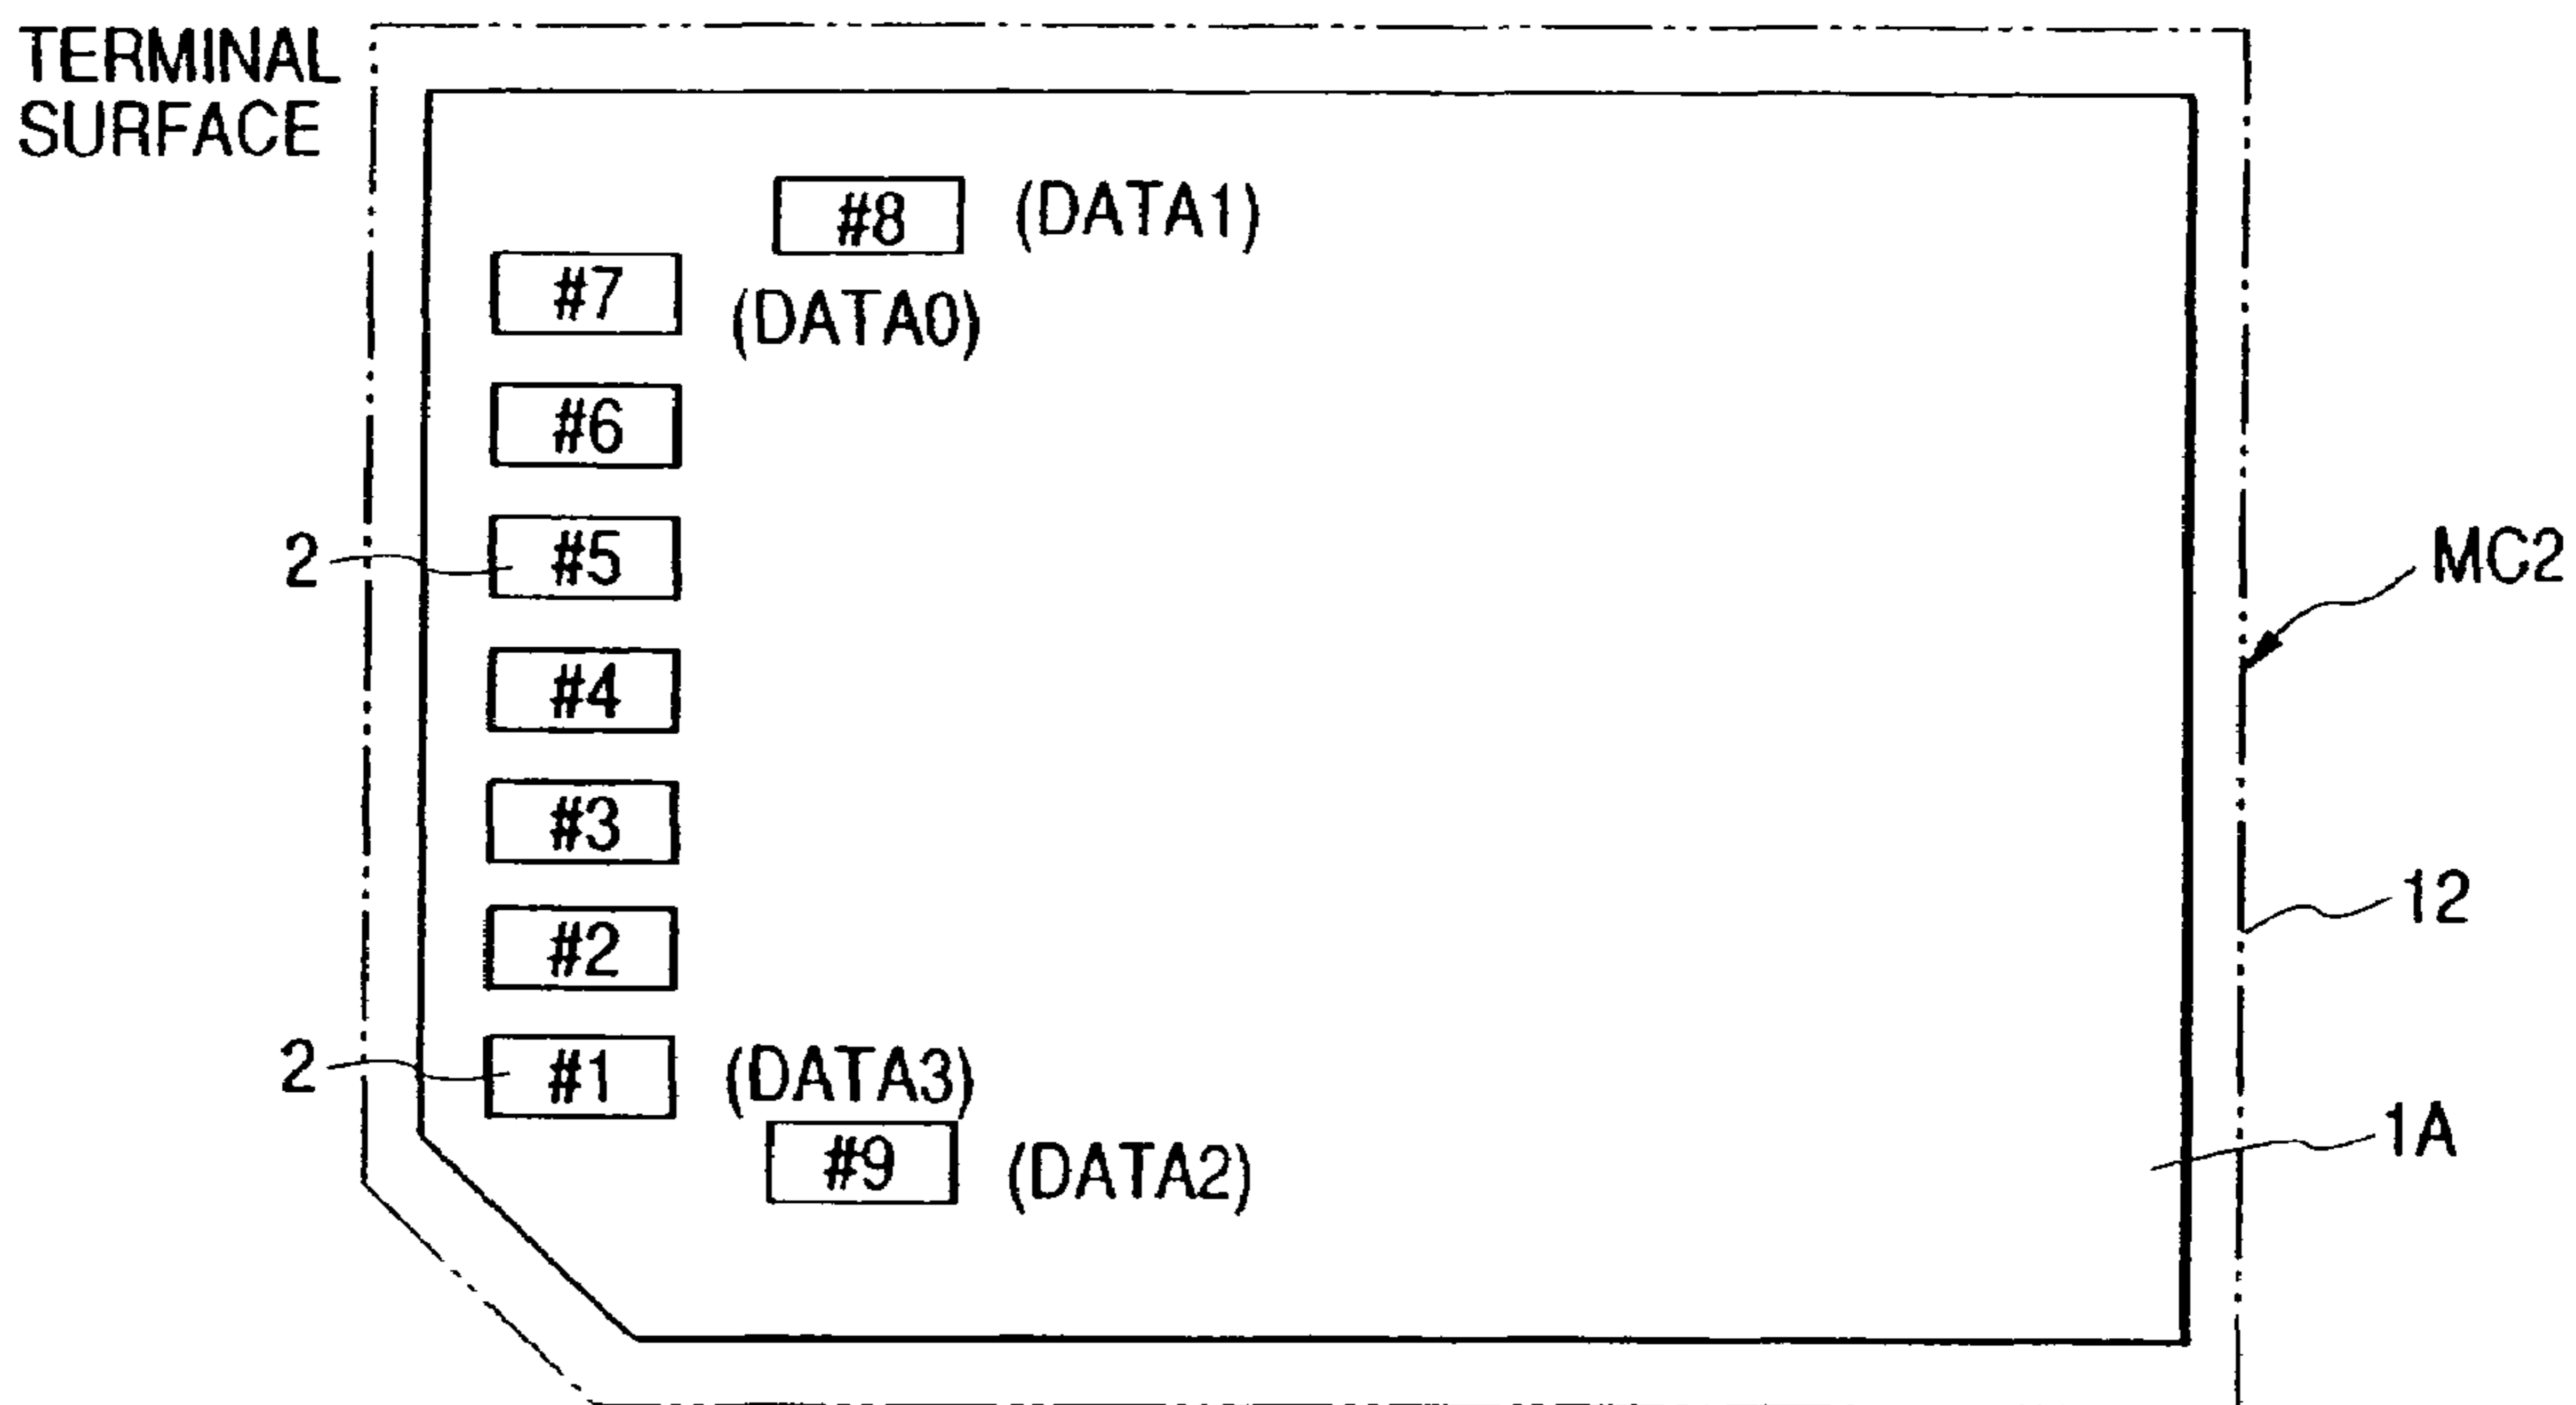 TERMINAL
SURFACE
#8 (DATA1)
#7 (DATA0)
#6
2 #5
MC2
#4
#3
12
#2
2 #1 (DATA3)
1A
#9 (DATA2)